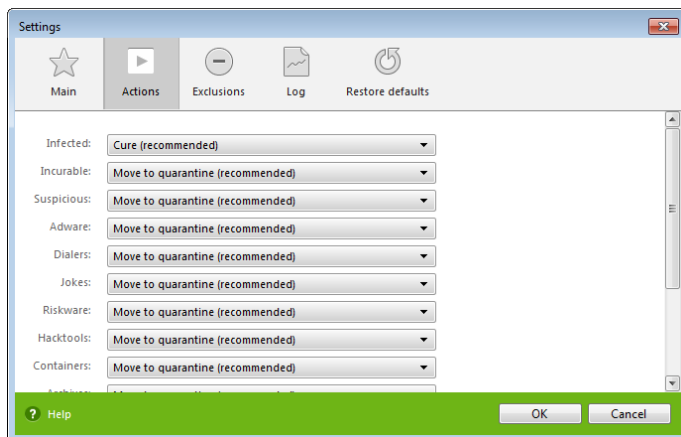 Settings
Main
Actions
Exclusions
Log
Restore defaults
Infected: Cure (recommended)
Incurable: Move to quarantine (recommended)
Suspicious: Move to quarantine (recommended)
Adware: Move to quarantine (recommended)
Dialers: Move to quarantine (recommended)
Jokes: Move to quarantine (recommended)
Riskware: Move to quarantine (recommended)
Hacktools: Move to quarantine (recommended)
Containers: Move to quarantine (recommended)
? Help
OK
Cancel